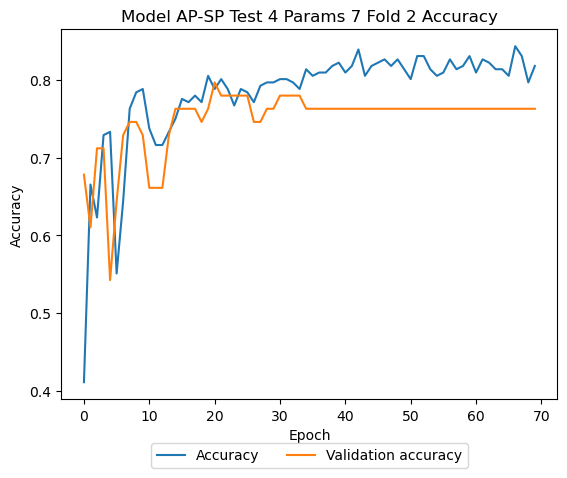 Model AP-SP Test 4 Params 7 Fold 2 Accuracy
Accuracy
0.8
0.7
0.6
0.5
0.4
0 10 20 30 40 50 60 70
Epoch
Accuracy Validation accuracy